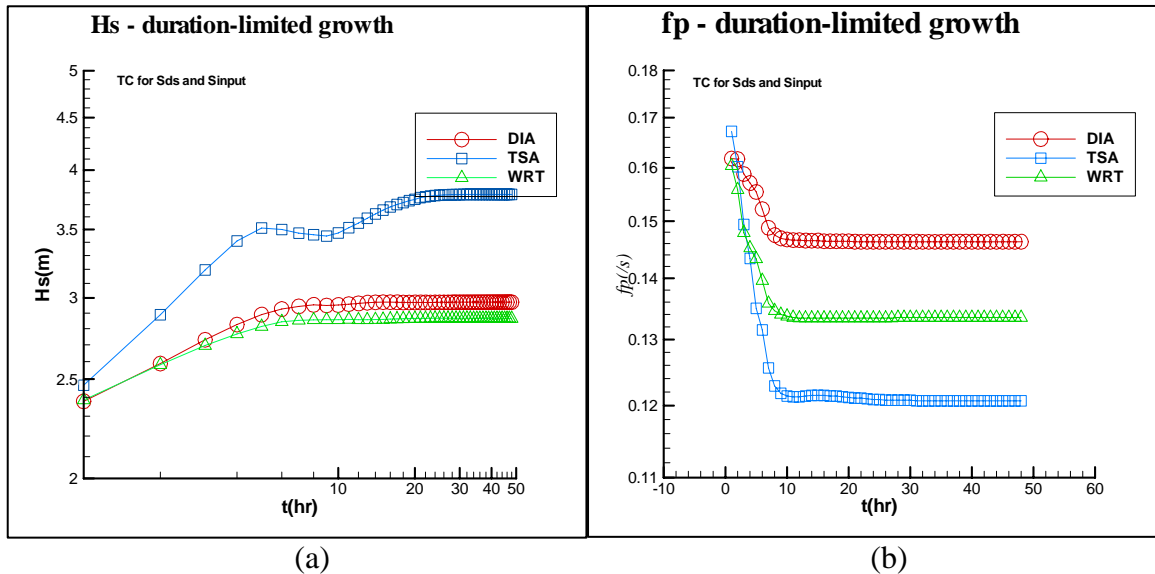 Hs - duration-limited growth
TC for Sds and Sinput
DIA
TSA
WRT
5
4.5
4
3.5
3
2.5
2
Hs(m)
10
20
30
40
50
t(hr)
(a)
fp - duration-limited growth
TC for Sds and Sinput
DIA
TSA
WRT
0.18
0.17
0.16
0.15
0.14
0.13
0.12
0.11
fp(/s)
-10
0
10
20
30
40
50
60
t(hr)
(b)